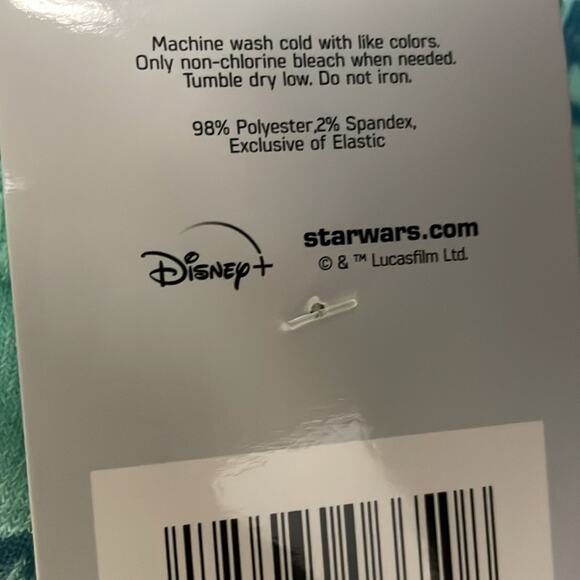 Machine wash cold with like colors.
Only non-chlorine bleach when needed.
Tumble dry low. Do not iron.
98% Polyester,2% Spandex,
Exclusive of Elastic
Disney+
starwars.com
© & ™ Lucasfilm Ltd.